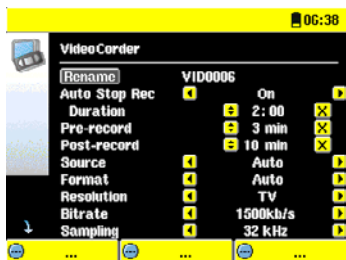 06:38
VideoCorder
Rename VID0006
Auto Stop Rec On
Duration 2:00
Pre-record 3 min
Post-record 10 min
Source Auto
Format Auto
Resolution TV
Bitrate 1500kb/s
Sampling 32 kHz
... ... ...